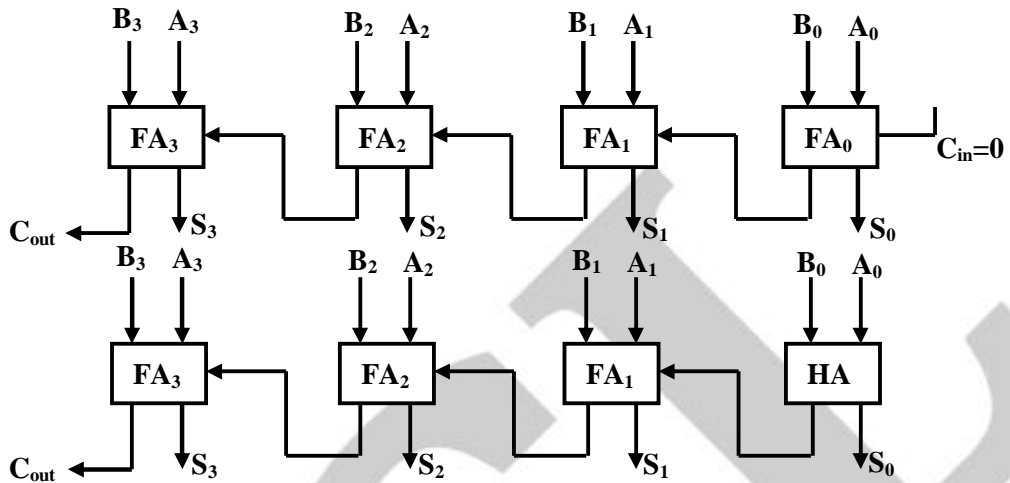 B₃ A₃ B₂ A₂ B₁ A₁ B₀ A₀
FA₃ FA₂ FA₁ FA₀
Cᵢₙ=0
Cₒᵤₜ S₃ S₂ S₁ S₀
B₃ A₃ B₂ A₂ B₁ A₁ B₀ A₀
FA₃ FA₂ FA₁ HA
Cₒᵤₜ S₃ S₂ S₁ S₀